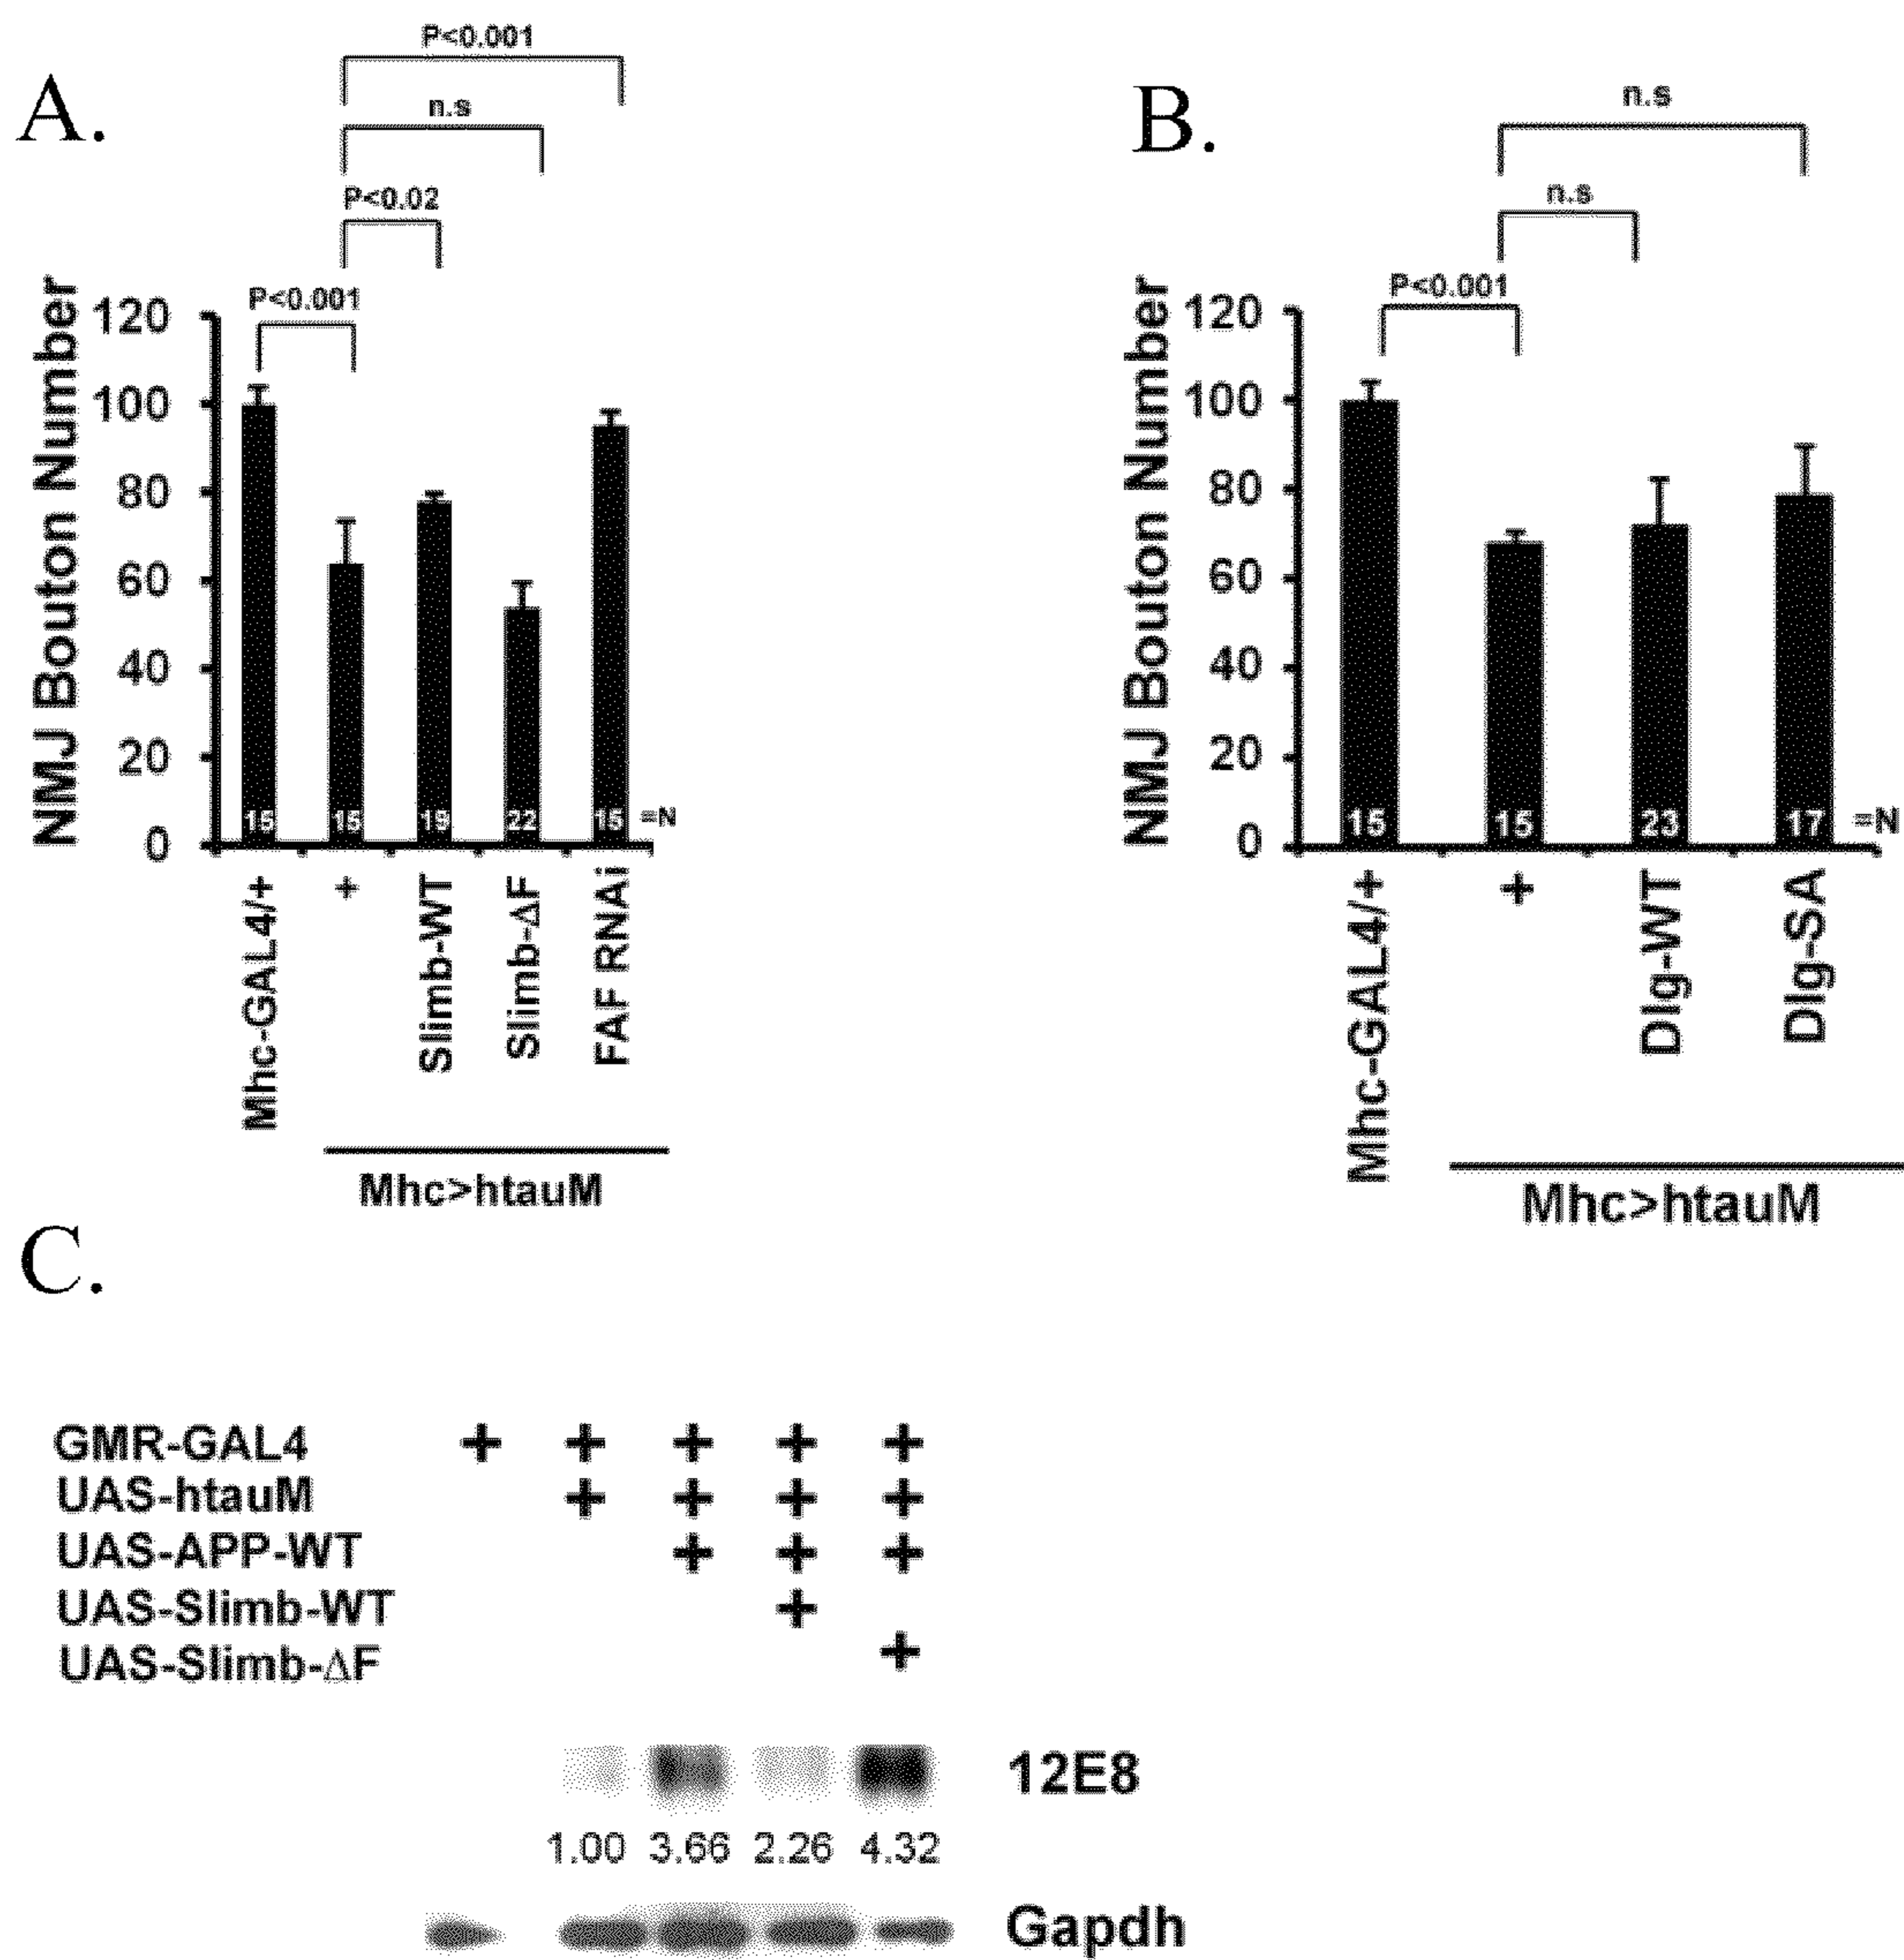 A.
P<0.001
n.s
P<0.02
P<0.001
NMJ Bouton Number
120
100
80
60
40
20
0
15 15 19 22 15 =N
Mhc-GAL4/+
+
Slimb-WT
Slimb-ΔF
FAF RNAi
Mhc>htauM
B.
n.s
n.s
P<0.001
NMJ Bouton Number
120
100
80
60
40
20
0
15 15 23 17 =N
Mhc-GAL4/+
+
Dlg-WT
Dlg-SA
Mhc>htauM
C.
GMR-GAL4 + + + + +
UAS-htauM + + + +
UAS-APP-WT + + +
UAS-Slimb-WT +
UAS-Slimb-ΔF +
12E8
1.00 3.66 2.26 4.32
Gapdh